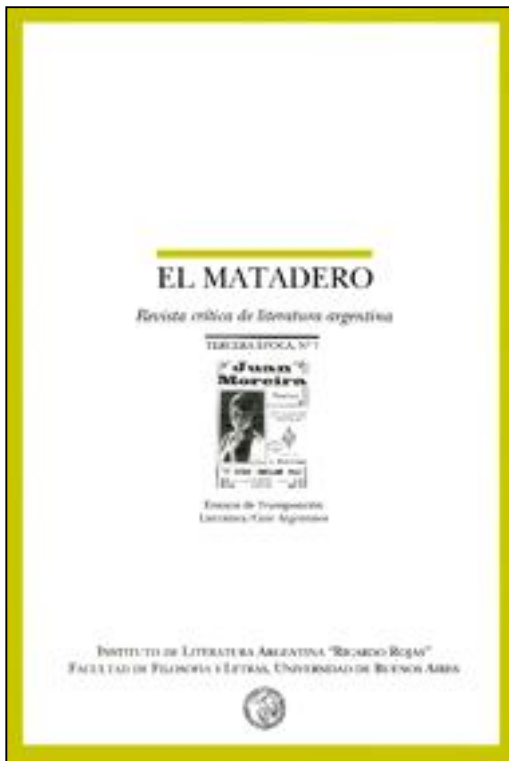 EL MATADERO
Revista crítica de literatura argentina
TERCERA ÉPOCA, Nº 7
Juan
Moreira
Ensayos de Transposición
Literatura/Cine Argentinos
INSTITUTO DE LITERATURA ARGENTINA "RICARDO ROJAS"
FACULTAD DE FILOSOFÍA Y LETRAS, UNIVERSIDAD DE BUENOS AIRES